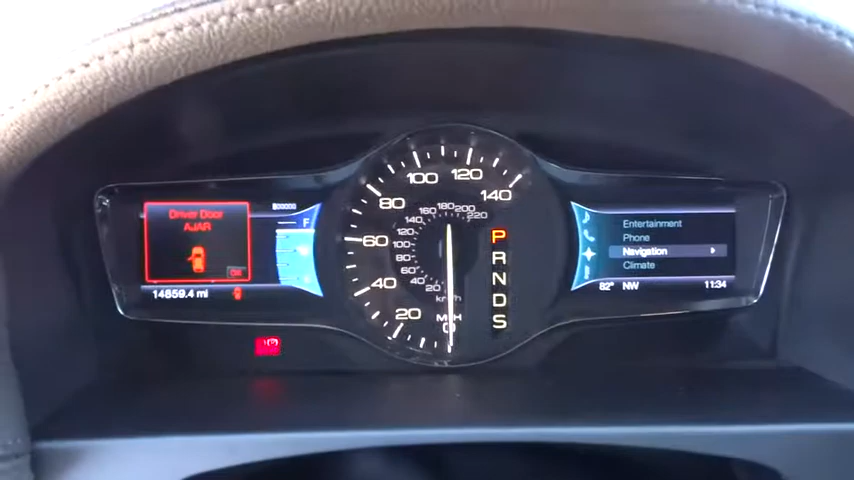 Driver Door
AJAR
OK
F
14859.4 mi
20
40
60
80
100
120
140
20
40
60
80
100
120
140
160
180
200
220
km/h
MPH
0
P
R
N
D
S
Entertainment
Phone
Navigation
Climate
82° NW
11:34